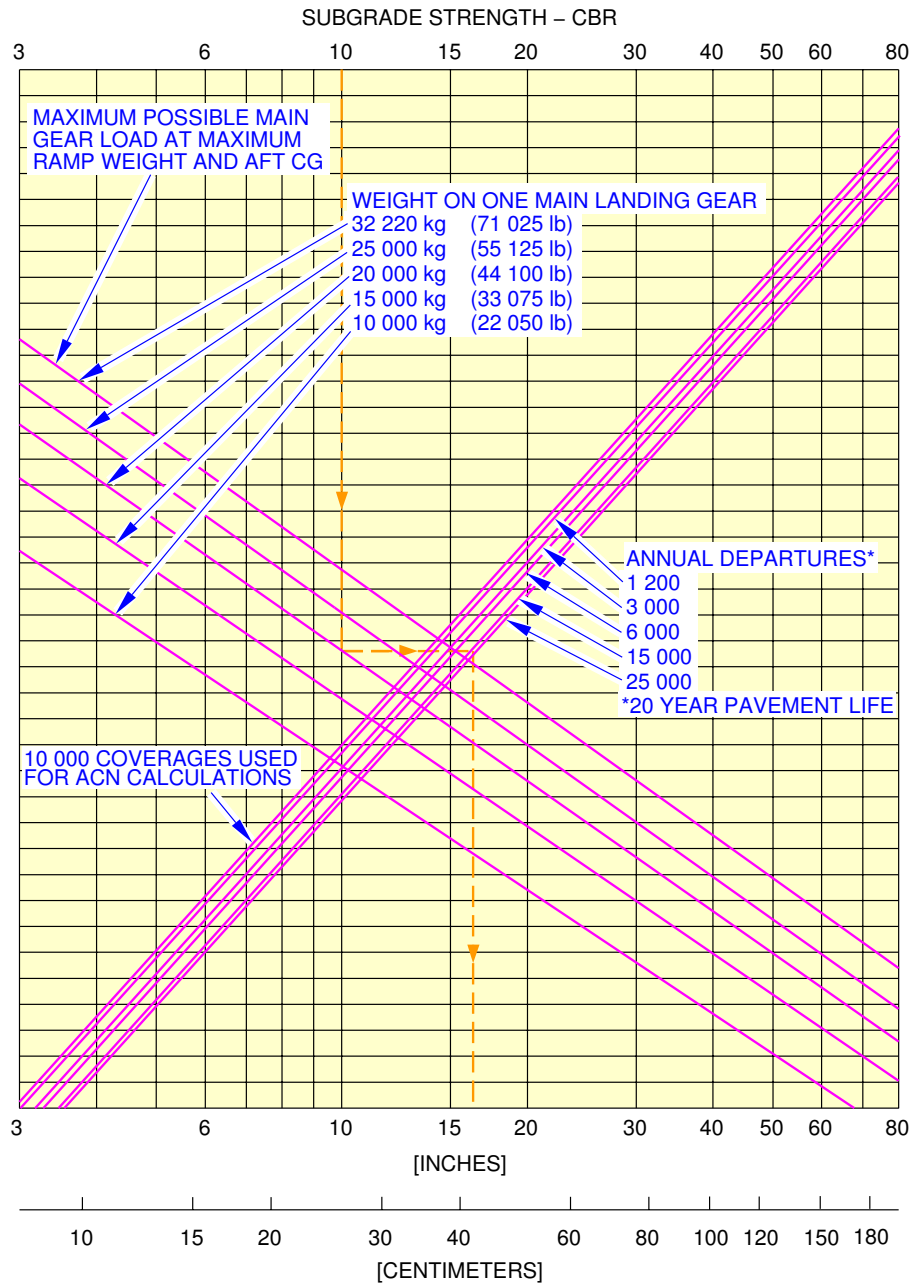 SUBGRADE STRENGTH – CBR
3 6 10 15 20 30 40 50 60 80
MAXIMUM POSSIBLE MAIN
GEAR LOAD AT MAXIMUM
RAMP WEIGHT AND AFT CG
WEIGHT ON ONE MAIN LANDING GEAR
32 220 kg (71 025 lb)
25 000 kg (55 125 lb)
20 000 kg (44 100 lb)
15 000 kg (33 075 lb)
10 000 kg (22 050 lb)
ANNUAL DEPARTURES*
1 200
3 000
6 000
15 000
25 000
*20 YEAR PAVEMENT LIFE
10 000 COVERAGES USED
FOR ACN CALCULATIONS
3 6 10 15 20 30 40 50 60 80
[INCHES]
10 15 20 30 40 60 80 100 120 150 180
[CENTIMETERS]